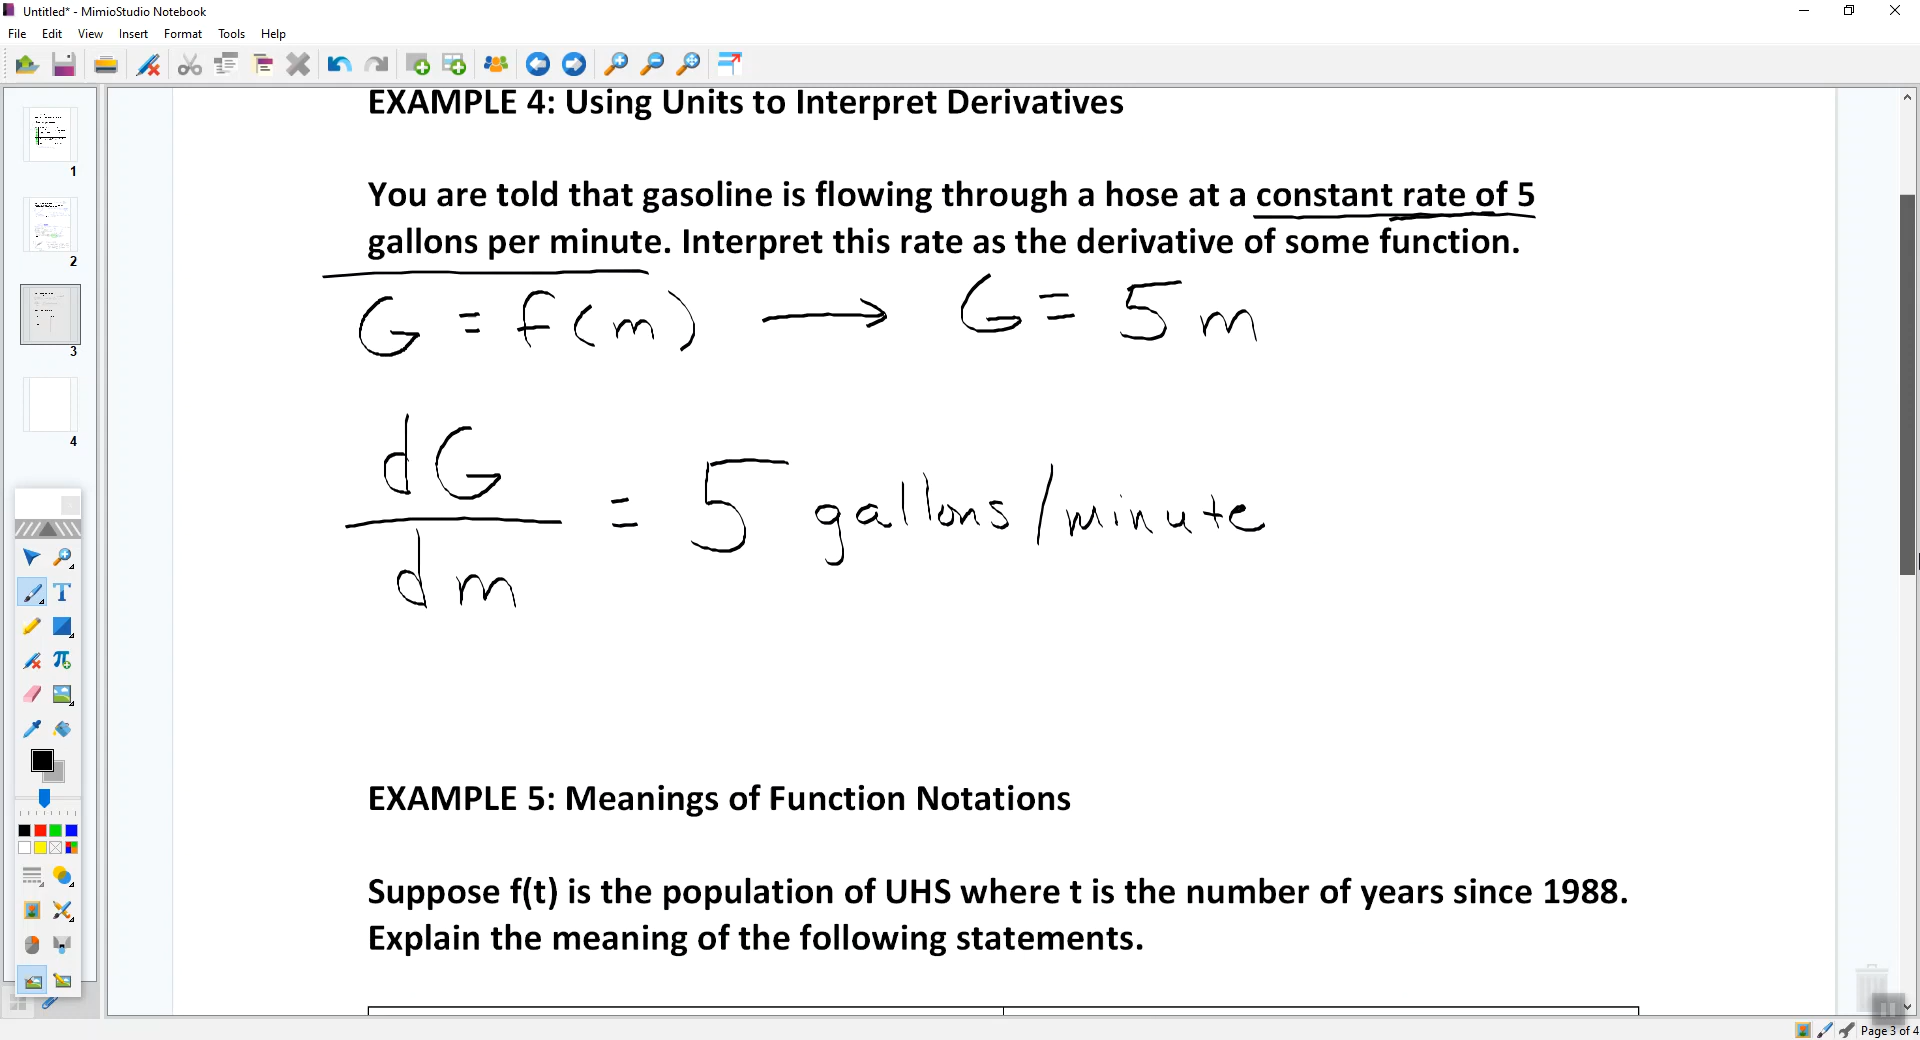 Untitled* - MimioStudio Notebook
File Edit View Insert Format Tools Help
1
2
3
4
EXAMPLE 4: Using Units to Interpret Derivatives
You are told that gasoline is flowing through a hose at a constant rate of 5
gallons per minute. Interpret this rate as the derivative of some function.
G = f(m) → G = 5m
dG
= 5 gallons/minute
dm
EXAMPLE 5: Meanings of Function Notations
Suppose f(t) is the population of UHS where t is the number of years since 1988.
Explain the meaning of the following statements.
Page 3 of 4